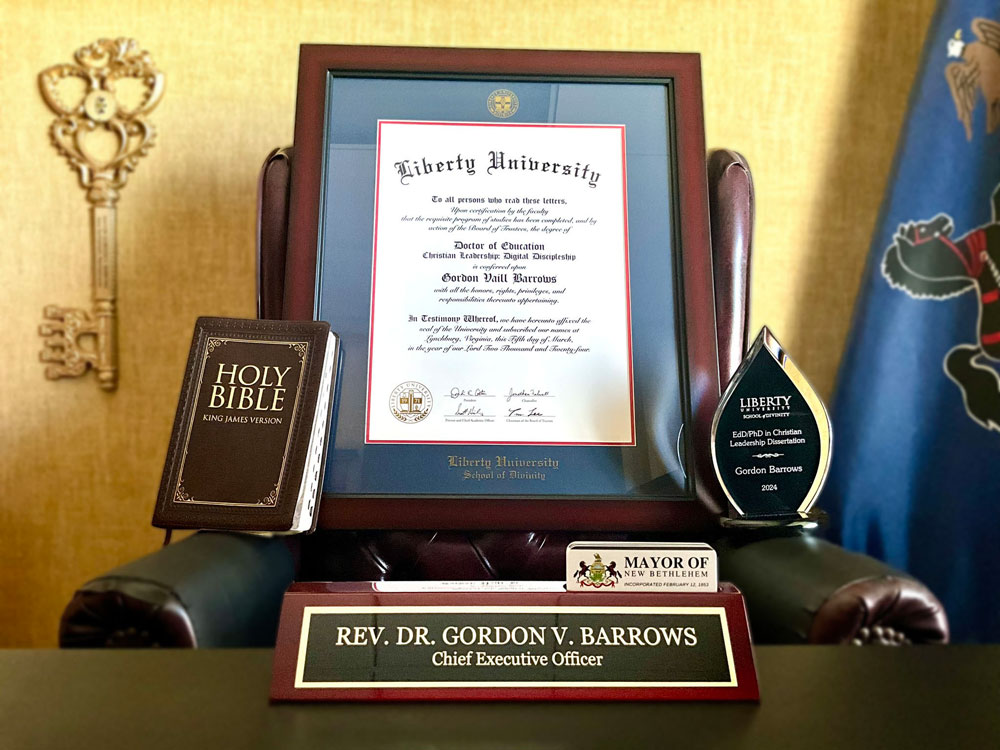 Liberty University
To all persons who read these letters,
Upon certification by the faculty
that the requisite program of studies has been completed, and by
action of the Board of Trustees, the degree of
Doctor of Education
Christian Leadership: Digital Discipleship
is conferred upon
Gordon Vaill Barrows
with all the honors, rights, privileges, and
responsibilities thereunto appertaining.
In Testimony Whereof, we have hereunto affixed the
seal of the University and subscribed our names at
Lynchburg, Virginia, this Fifth day of March,
in the year of our Lord Two Thousand and Twenty-four.
President
Chancellor
Liberty University
School of Divinity
HOLY
BIBLE
KING JAMES VERSION
LIBERTY
UNIVERSITY
SCHOOL of DIVINITY
EdD/PhD in Christian
Leadership Dissertation
Gordon Barrows
2024
MAYOR OF
NEW BETHLEHEM
INCORPORATED FEBRUARY 12, 1853
REV. DR. GORDON V. BARROWS
Chief Executive Officer